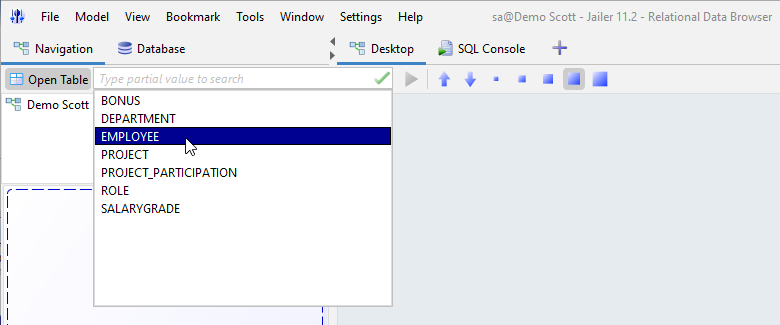 File Model View Bookmark Tools Window Settings Help sa@Demo Scott - Jailer 11.2 - Relational Data Browser
Navigation Database Desktop SQL Console
Open Table Type partial value to search
Demo Scott
BONUS
DEPARTMENT
EMPLOYEE
PROJECT
PROJECT_PARTICIPATION
ROLE
SALARYGRADE